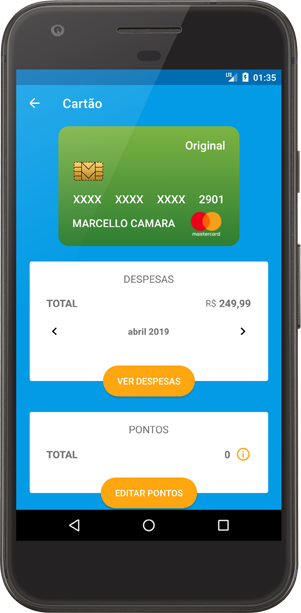 LTE 01:35
Cartão
Original
XXXX XXXX XXXX 2901
MARCELLO CAMARA
mastercard
DESPESAS
TOTAL R$ 249,99
abril 2019
VER DESPESAS
PONTOS
TOTAL 0
EDITAR PONTOS